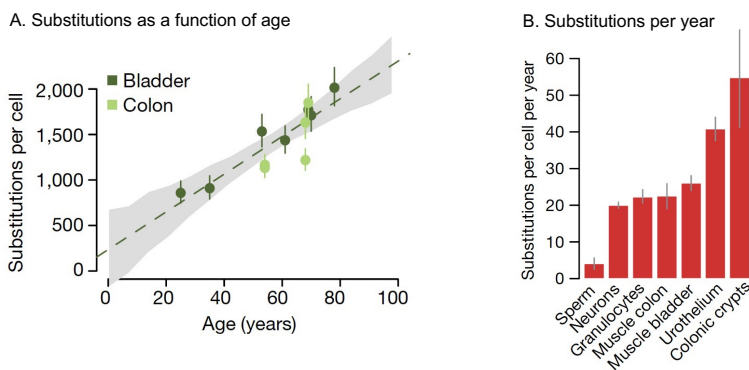 A. Substitutions as a function of age
Substitutions per cell
2,000
1,500
1,000
500
0
Bladder
Colon
0 20 40 60 80 100
Age (years)
B. Substitutions per year
Substitutions per cell per year
60
50
40
30
20
10
0
Sperm
Neurons
Granulocytes
Muscle colon
Muscle bladder
Urothelium
Colonic crypts